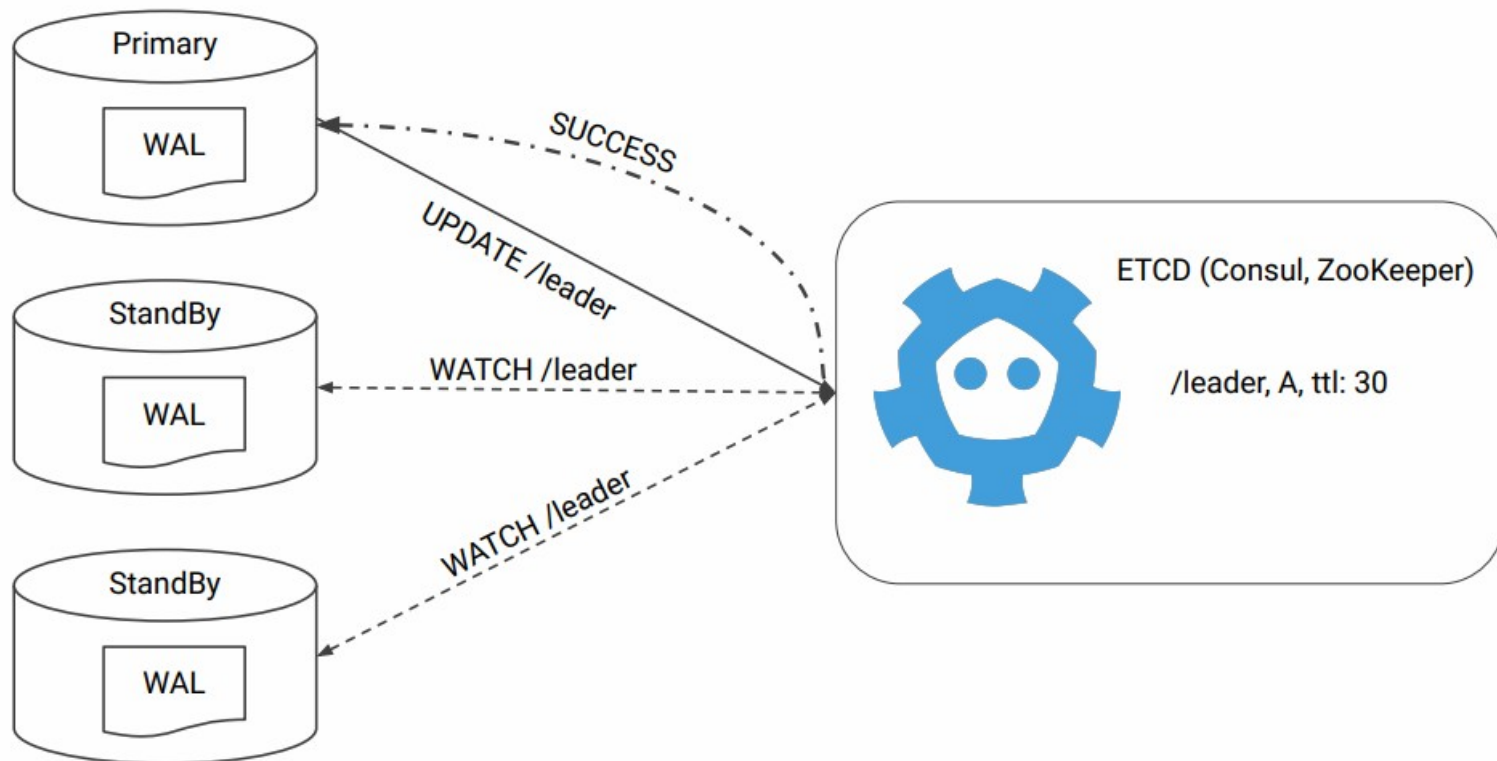 Primary
WAL
SUCCESS
UPDATE /leader
ETCD (Consul, ZooKeeper)
StandBy
WAL
WATCH /leader
/leader, A, ttl: 30
WATCH /leader
StandBy
WAL